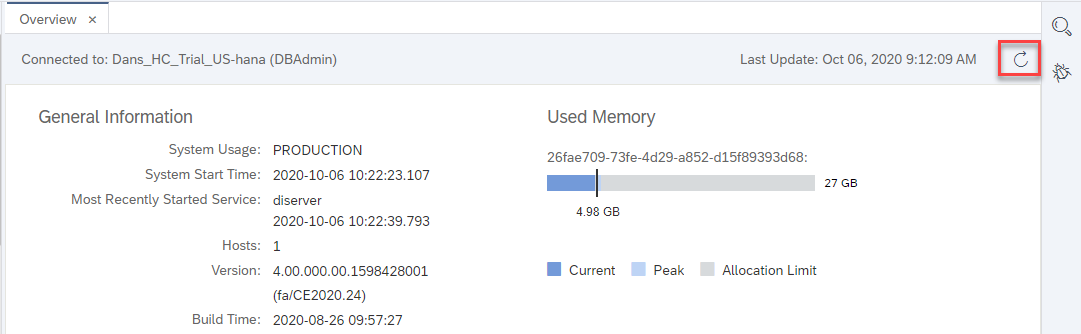 Overview ×
Connected to: Dans_HC_Trial_US-hana (DBAdmin)
Last Update: Oct 06, 2020 9:12:09 AM
General Information
System Usage: PRODUCTION
System Start Time: 2020-10-06 10:22:23.107
Most Recently Started Service: diserver
2020-10-06 10:22:39.793
Hosts: 1
Version: 4.00.000.00.1598428001
(fa/CE2020.24)
Build Time: 2020-08-26 09:57:27
Used Memory
26fae709-73fe-4d29-a852-d15f89393d68:
27 GB
4.98 GB
Current
Peak
Allocation Limit